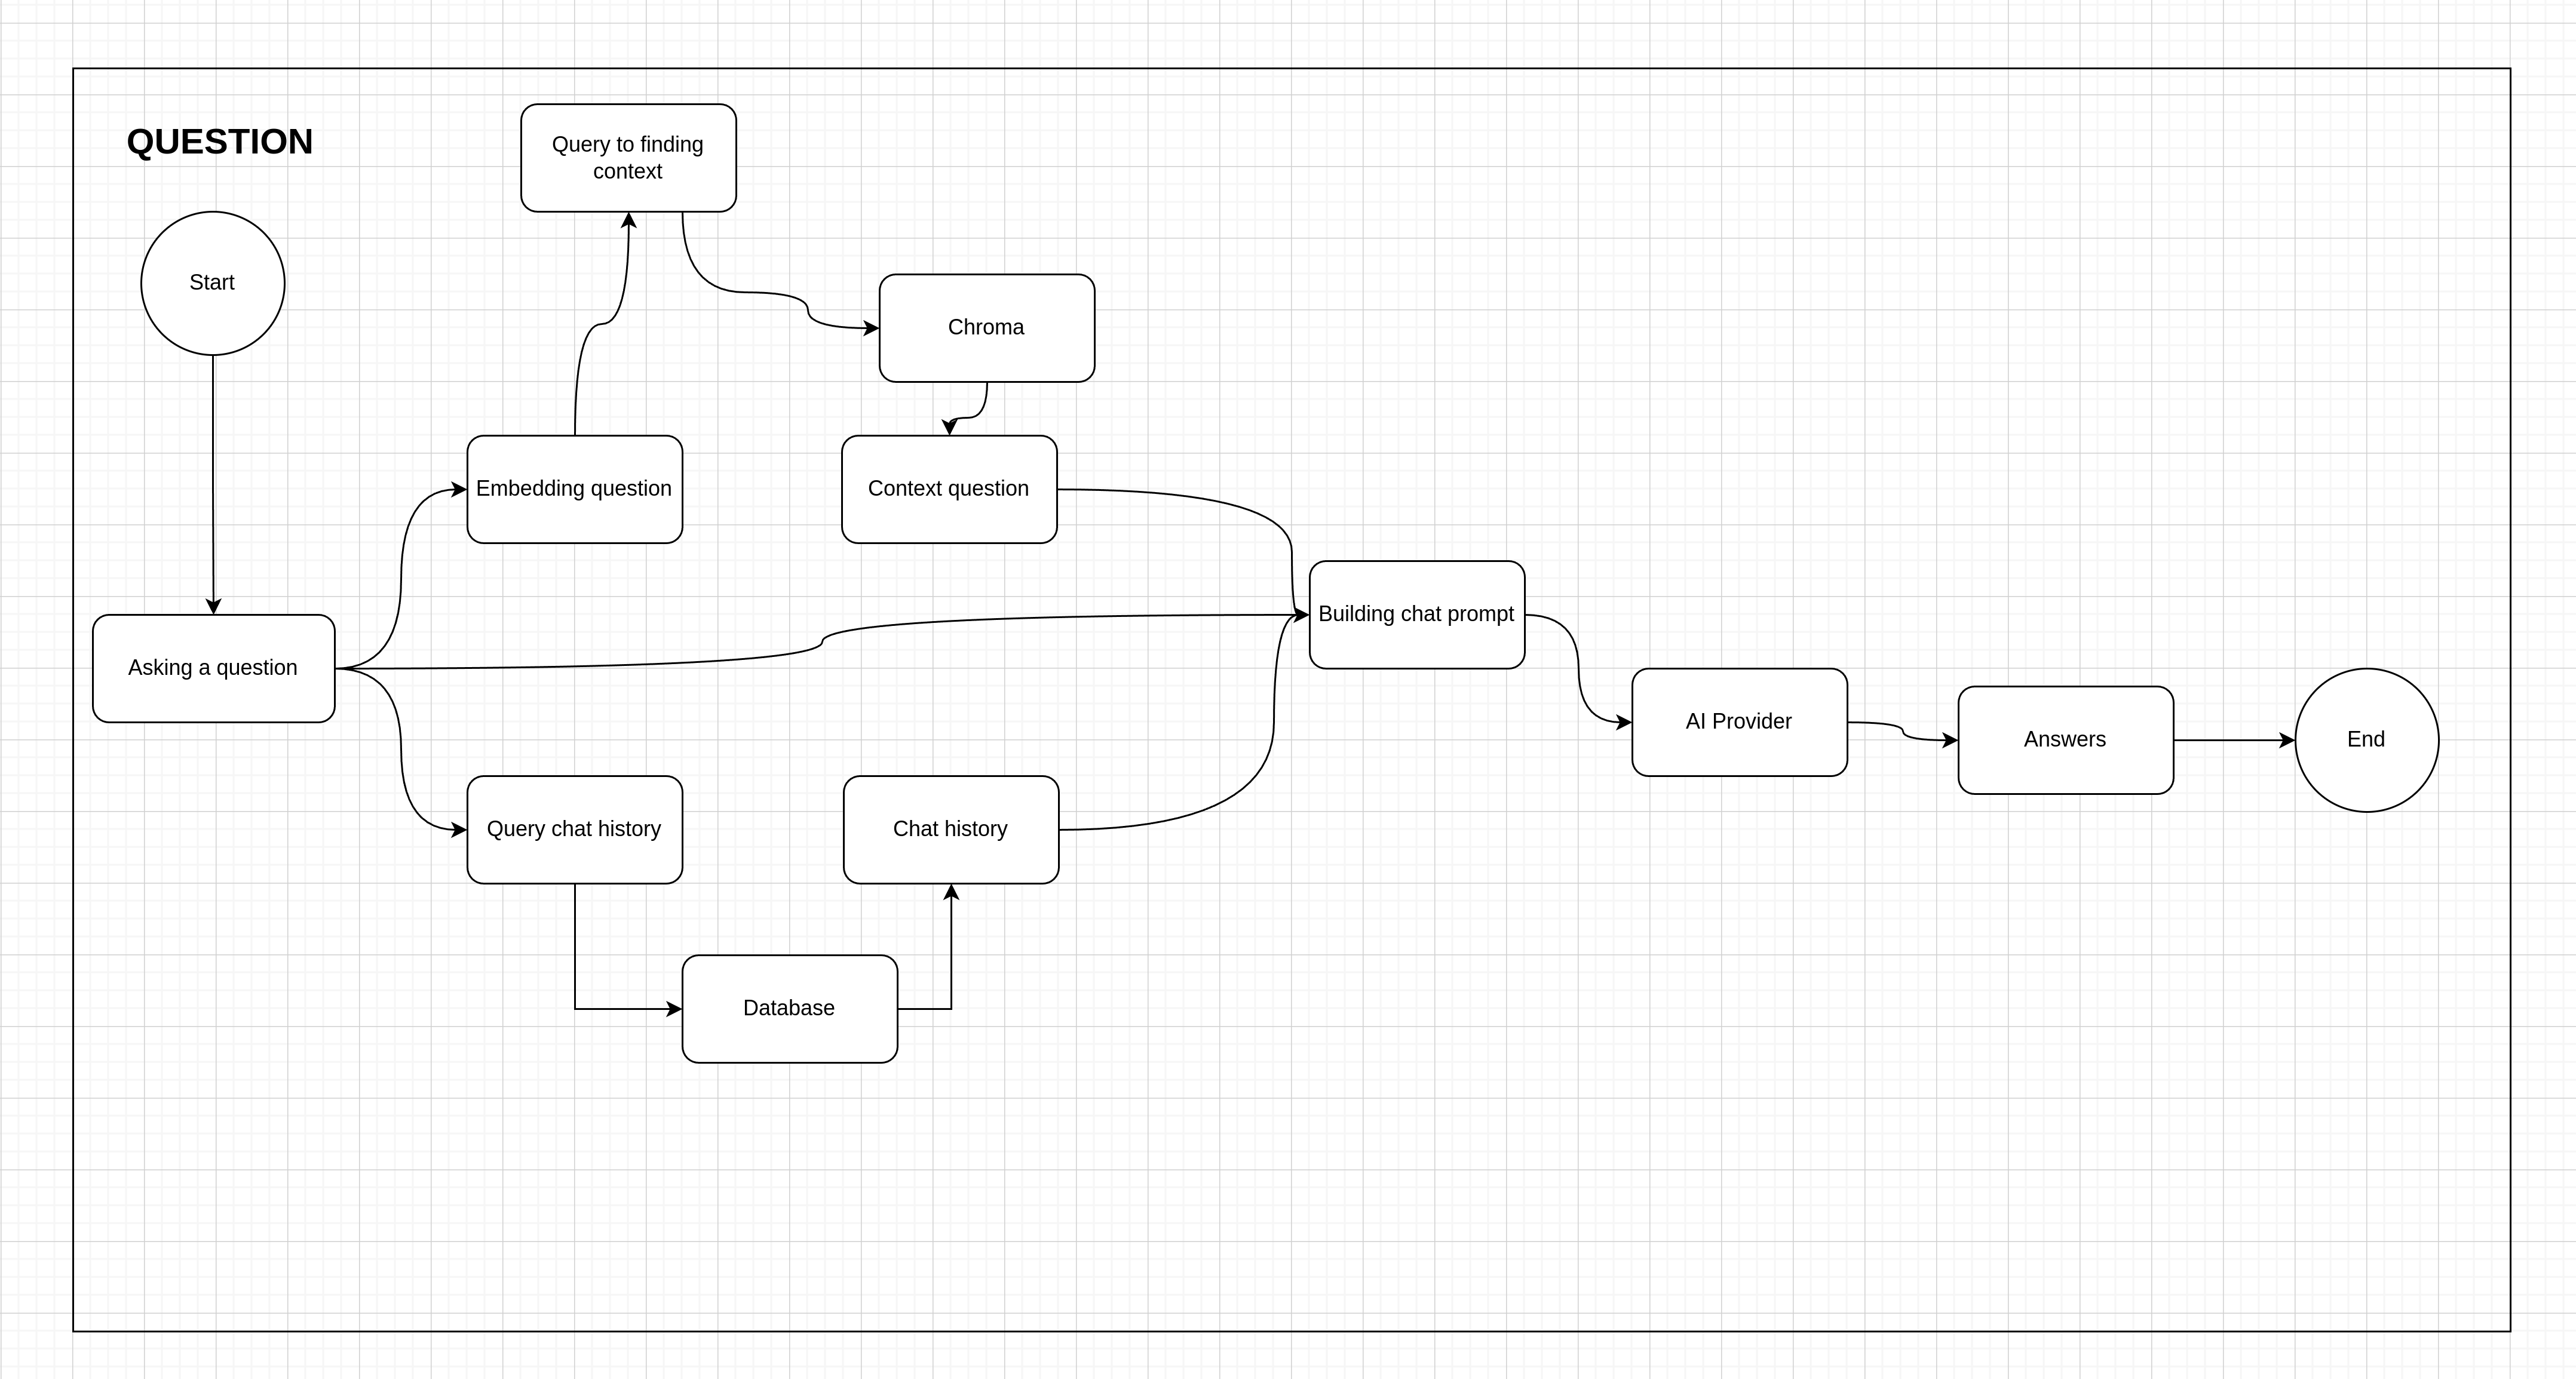 QUESTION
Query to finding
context
Start
Chroma
Embedding question
Context question
Building chat prompt
Asking a question
AI Provider
Answers
End
Query chat history
Chat history
Database